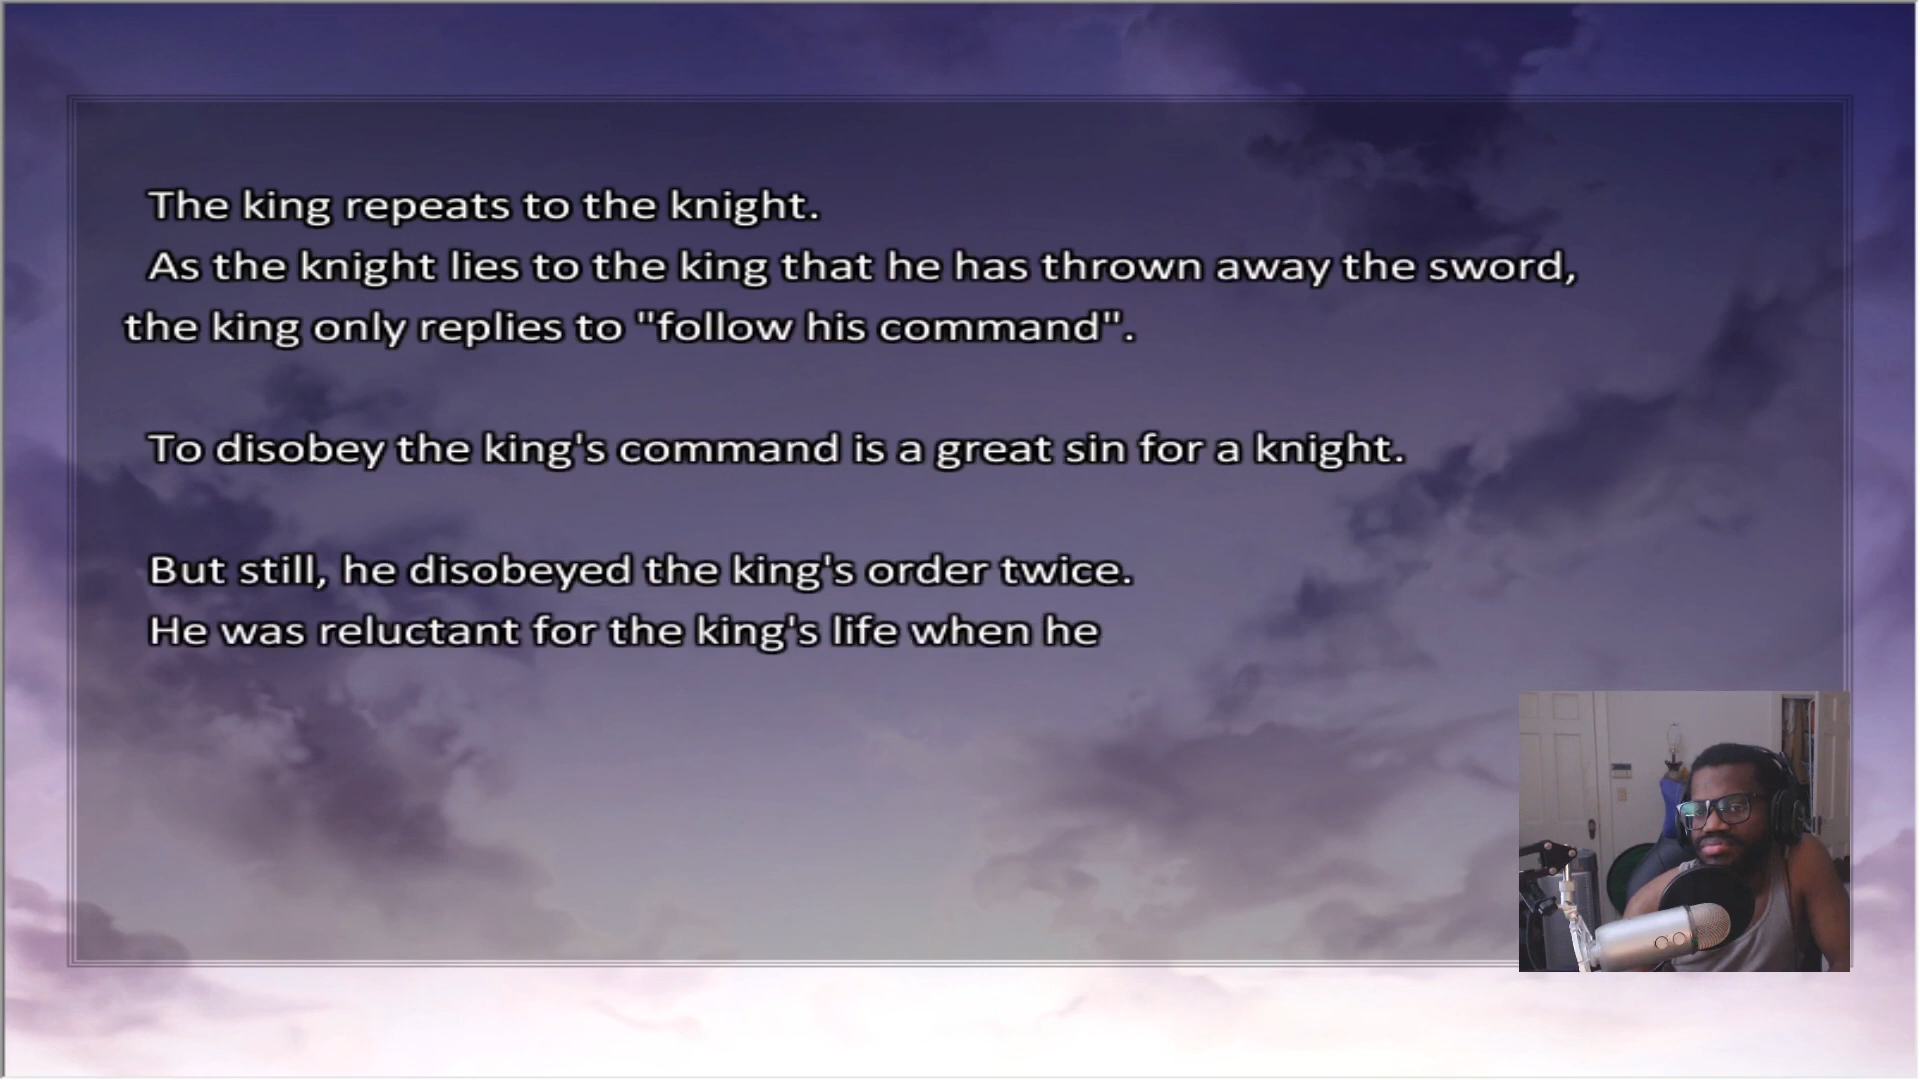 The king repeats to the knight.
As the knight lies to the king that he has thrown away the sword,
the king only replies to "follow his command".
To disobey the king's command is a great sin for a knight.
But still, he disobeyed the king's order twice.
He was reluctant for the king's life when he